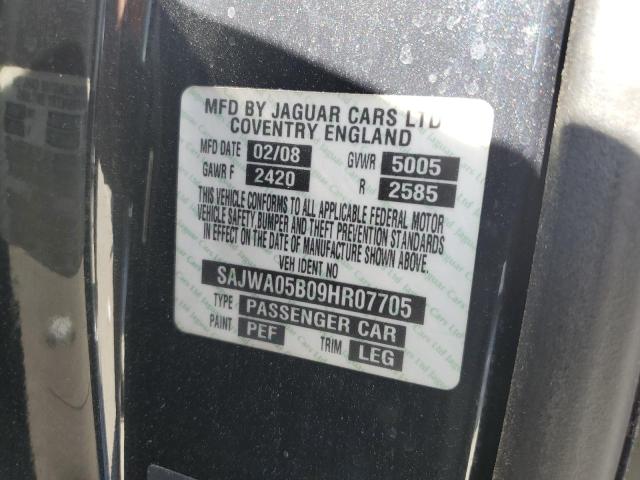 MFD BY JAGUAR CARS LTD
COVENTRY ENGLAND
MFD DATE 02/08 GVWR 5005
GAWR F 2420 R 2585
THIS VEHICLE CONFORMS TO ALL APPLICABLE FEDERAL MOTOR
VEHICLE SAFETY, BUMPER AND THEFT PREVENTION STANDARDS
IN EFFECT ON THE DATE OF MANUFACTURE SHOWN ABOVE.
VEH IDENT NO
SAJWA05B09HR07705
TYPE PASSENGER CAR
PAINT PEF TRIM LEG